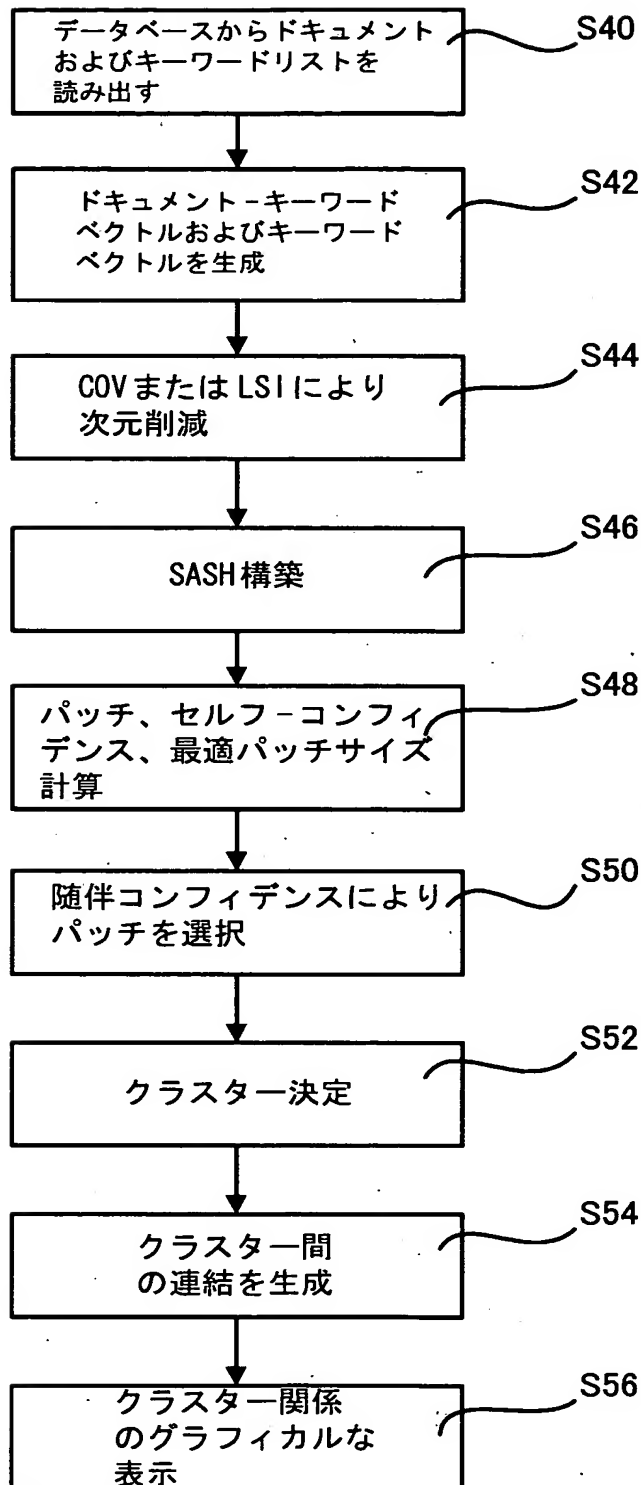 データベースからドキュメント
およびキーワードリストを
読み出す
S40
ドキュメント-キーワード
ベクトルおよびキーワード
ベクトルを生成
S42
COVまたはLSIにより
次元削減
S44
SASH構築
S46
パッチ、セルフ-コンフィ
デンス、最適パッチサイズ
計算
S48
随伴コンフィデンスにより
パッチを選択
S50
クラスター決定
S52
クラスター間
の連結を生成
S54
クラスター関係
のグラフィカルな
表示
S56